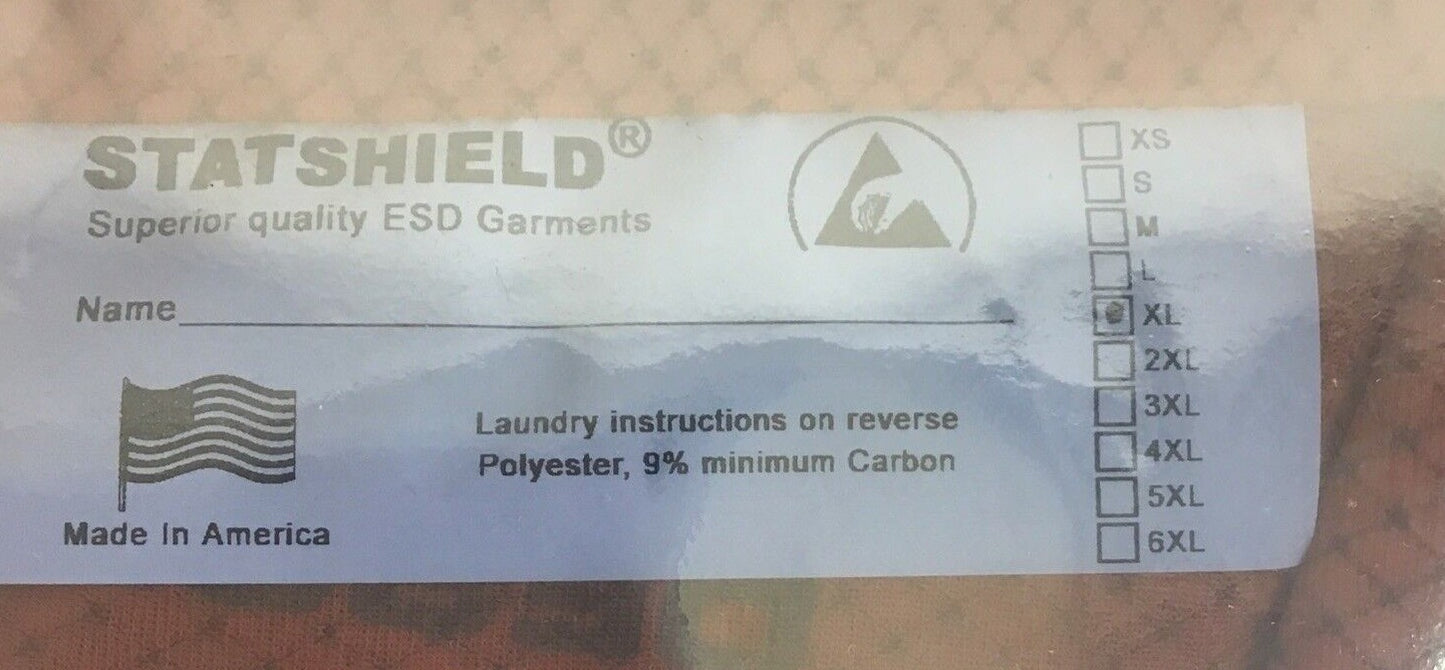 STATSHIELD®
Superior quality ESD Garments
Name
Laundry instructions on reverse
Polyester, 9% minimum Carbon
Made In America
XS
S
M
L
XL
2XL
3XL
4XL
5XL
6XL